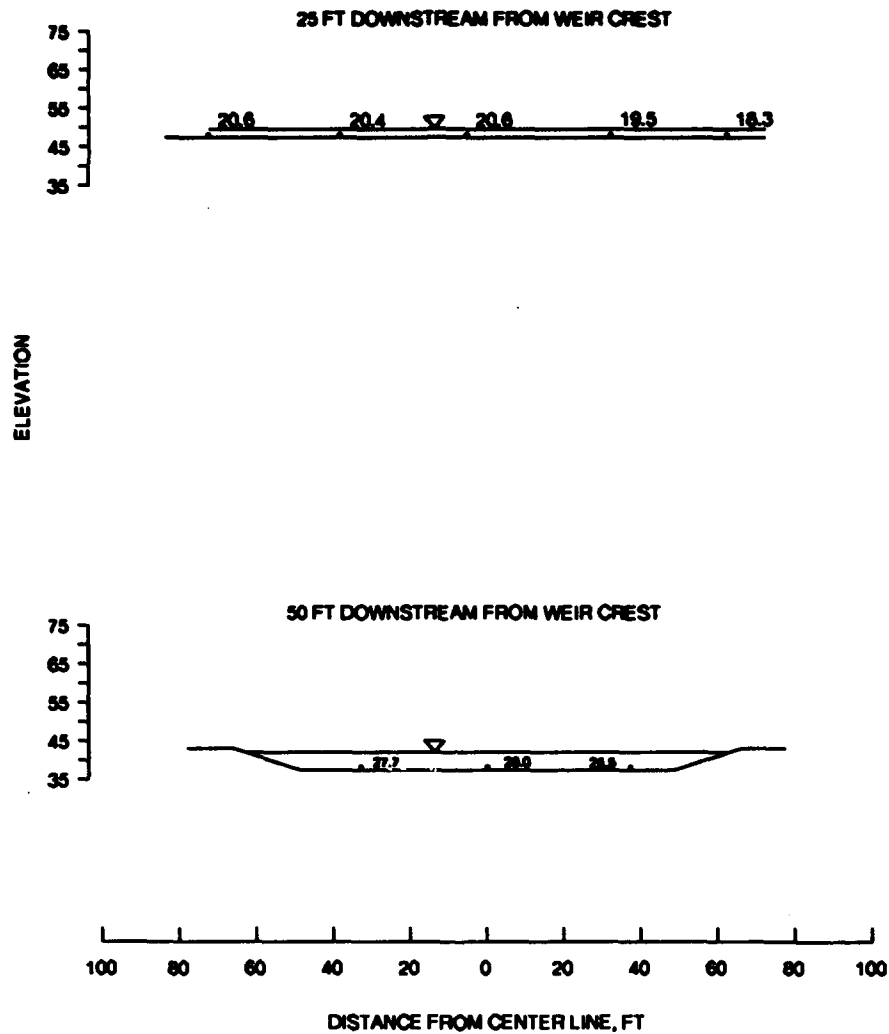 25 FT DOWNSTREAM FROM WEIR CREST
75
65
55
45
35
20.6 20.4 20.6 19.5 18.3
ELEVATION
50 FT DOWNSTREAM FROM WEIR CREST
75
65
55
45
35
27.7
100 80 60 40 20 0 20 40 60 80 100
DISTANCE FROM CENTER LINE, FT